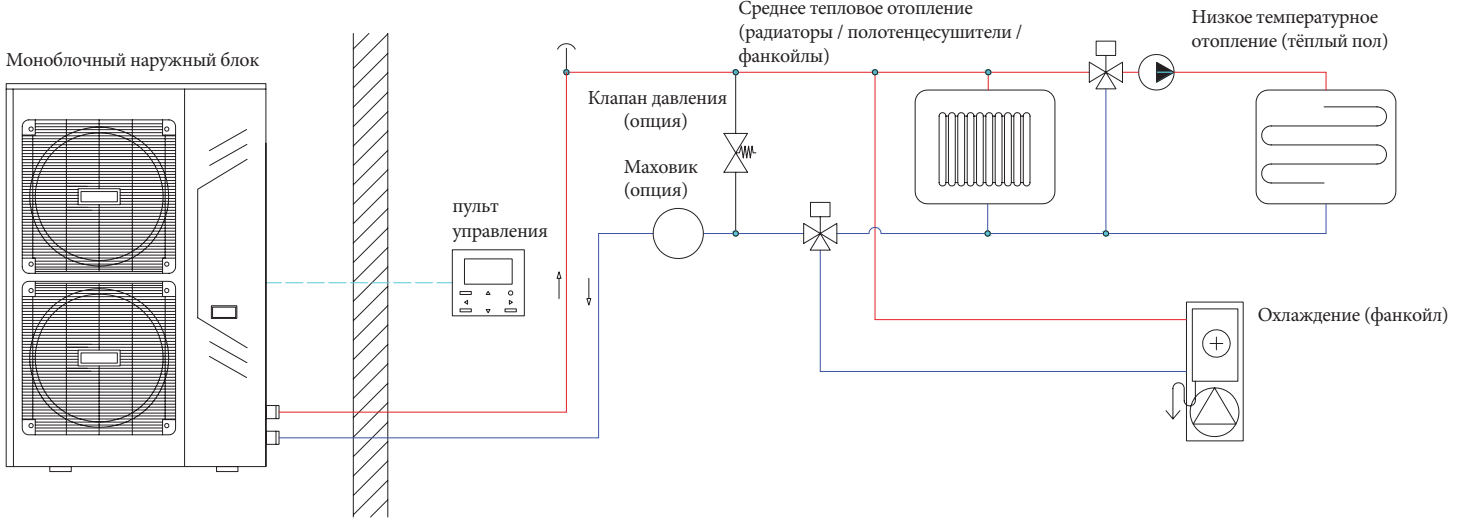 Моноблочный наружный блок
Среднее тепловое отопление
(радиаторы / полотенцесушители /
фанкойлы)
Низкое температурное
отопление (тёплый пол)
Клапан давления
(опция)
Маховик
(опция)
пульт
управления
Охлаждение (фанкойл)